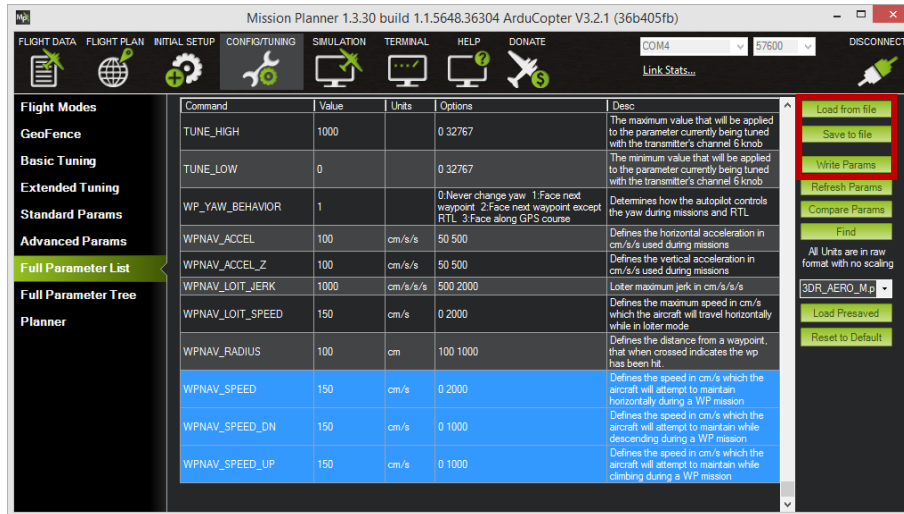 Mp
Mission Planner 1.3.30 build 1.1.5648.36304 ArduCopter V3.2.1 (36b405fb)
FLIGHT DATA FLIGHT PLAN INITIAL SETUP CONFIG/TUNING SIMULATION TERMINAL HELP DONATE
COM4 57600 DISCONNECT
Link Stats...
Flight Modes
GeoFence
Basic Tuning
Extended Tuning
Standard Params
Advanced Params
Full Parameter List
Full Parameter Tree
Planner
Command Value Units Options Desc
TUNE_HIGH 1000 0 32767
The maximum value that will be applied
to the parameter currently being tuned
with the transmitter's channel 6 knob
TUNE_LOW 0 0 32767
The minimum value that will be applied
to the parameter currently being tuned
with the transmitter's channel 6 knob
WP_YAW_BEHAVIOR 1
0:Never change yaw 1:Face next
waypoint 2:Face next waypoint except
RTL 3:Face along GPS course
Determines how the autopilot controls
the yaw during missions and RTL
WPNAV_ACCEL 100 cm/s/s 50 500
Defines the horizontal acceleration in
cm/s/s used during missions
WPNAV_ACCEL_Z 100 cm/s/s 50 500
Defines the vertical acceleration in
cm/s/s used during missions
WPNAV_LOIT_JERK 1000 cm/s/s/s 500 2000 Loiter maximum jerk in cm/s/s/s
WPNAV_LOIT_SPEED 150 cm/s 0 2000
Defines the maximum speed in cm/s
which the aircraft will travel horizontally
while in loiter mode
WPNAV_RADIUS 100 cm 100 1000
Defines the distance from a waypoint,
that when crossed indicates the wp
has been hit.
WPNAV_SPEED 150 cm/s 0 2000
Defines the speed in cm/s which the
aircraft will attempt to maintain
horizontally during a WP mission
WPNAV_SPEED_DN 150 cm/s 0 1000
Defines the speed in cm/s which the
aircraft will attempt to maintain while
descending during a WP mission
WPNAV_SPEED_UP 150 cm/s 0 1000
Defines the speed in cm/s which the
aircraft will attempt to maintain while
climbing during a WP mission
Load from file
Save to file
Write Params
Refresh Params
Compare Params
Find
All Units are in raw
format with no scaling
3DR_AERO_M.p
Load Presaved
Reset to Default